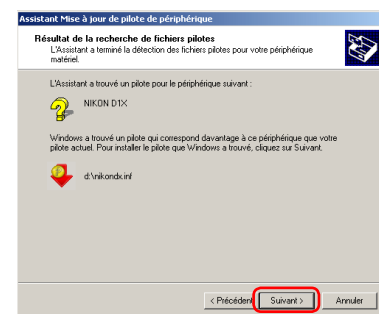 Assistant Mise à jour de pilote de périphérique
Résultat de la recherche de fichiers pilotes
L'Assistant a terminé la détection des fichiers pilotes pour votre périphérique
matériel.
L'Assistant a trouvé un pilote pour le périphérique suivant :
NIKON D1X
Windows a trouvé un pilote qui correspond davantage à ce périphérique que votre
pilote actuel. Pour installer le pilote que Windows a trouvé, cliquez sur Suivant.
d:\nikondx.inf
< Précédent Suivant > Annuler